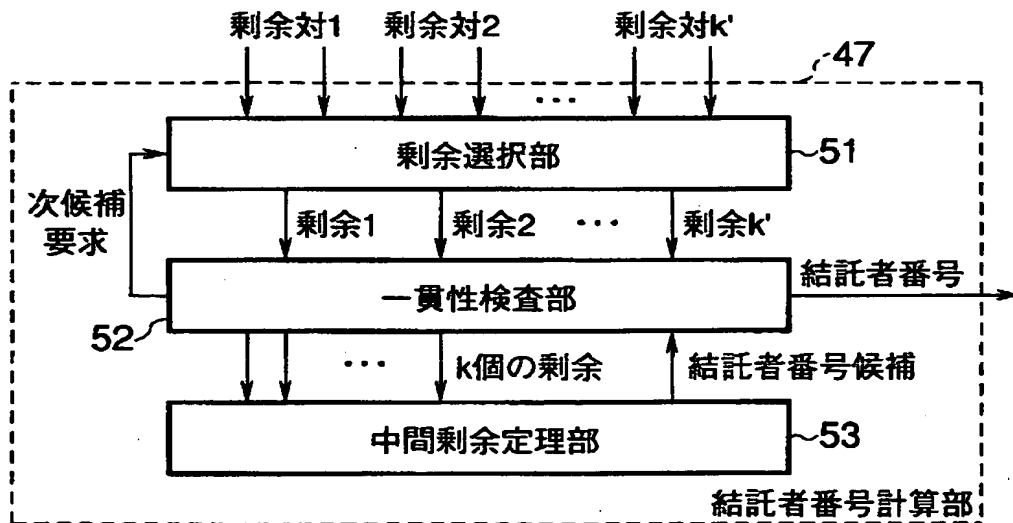 剰余対1 剰余対2 剰余対k'
47
...
剰余選択部 51
次候補
要求
剰余1 剰余2 ... 剰余k'
結託者番号
一貫性検査部
52
... k個の剰余 結託者番号候補
中間剰余定理部 53
結託者番号計算部